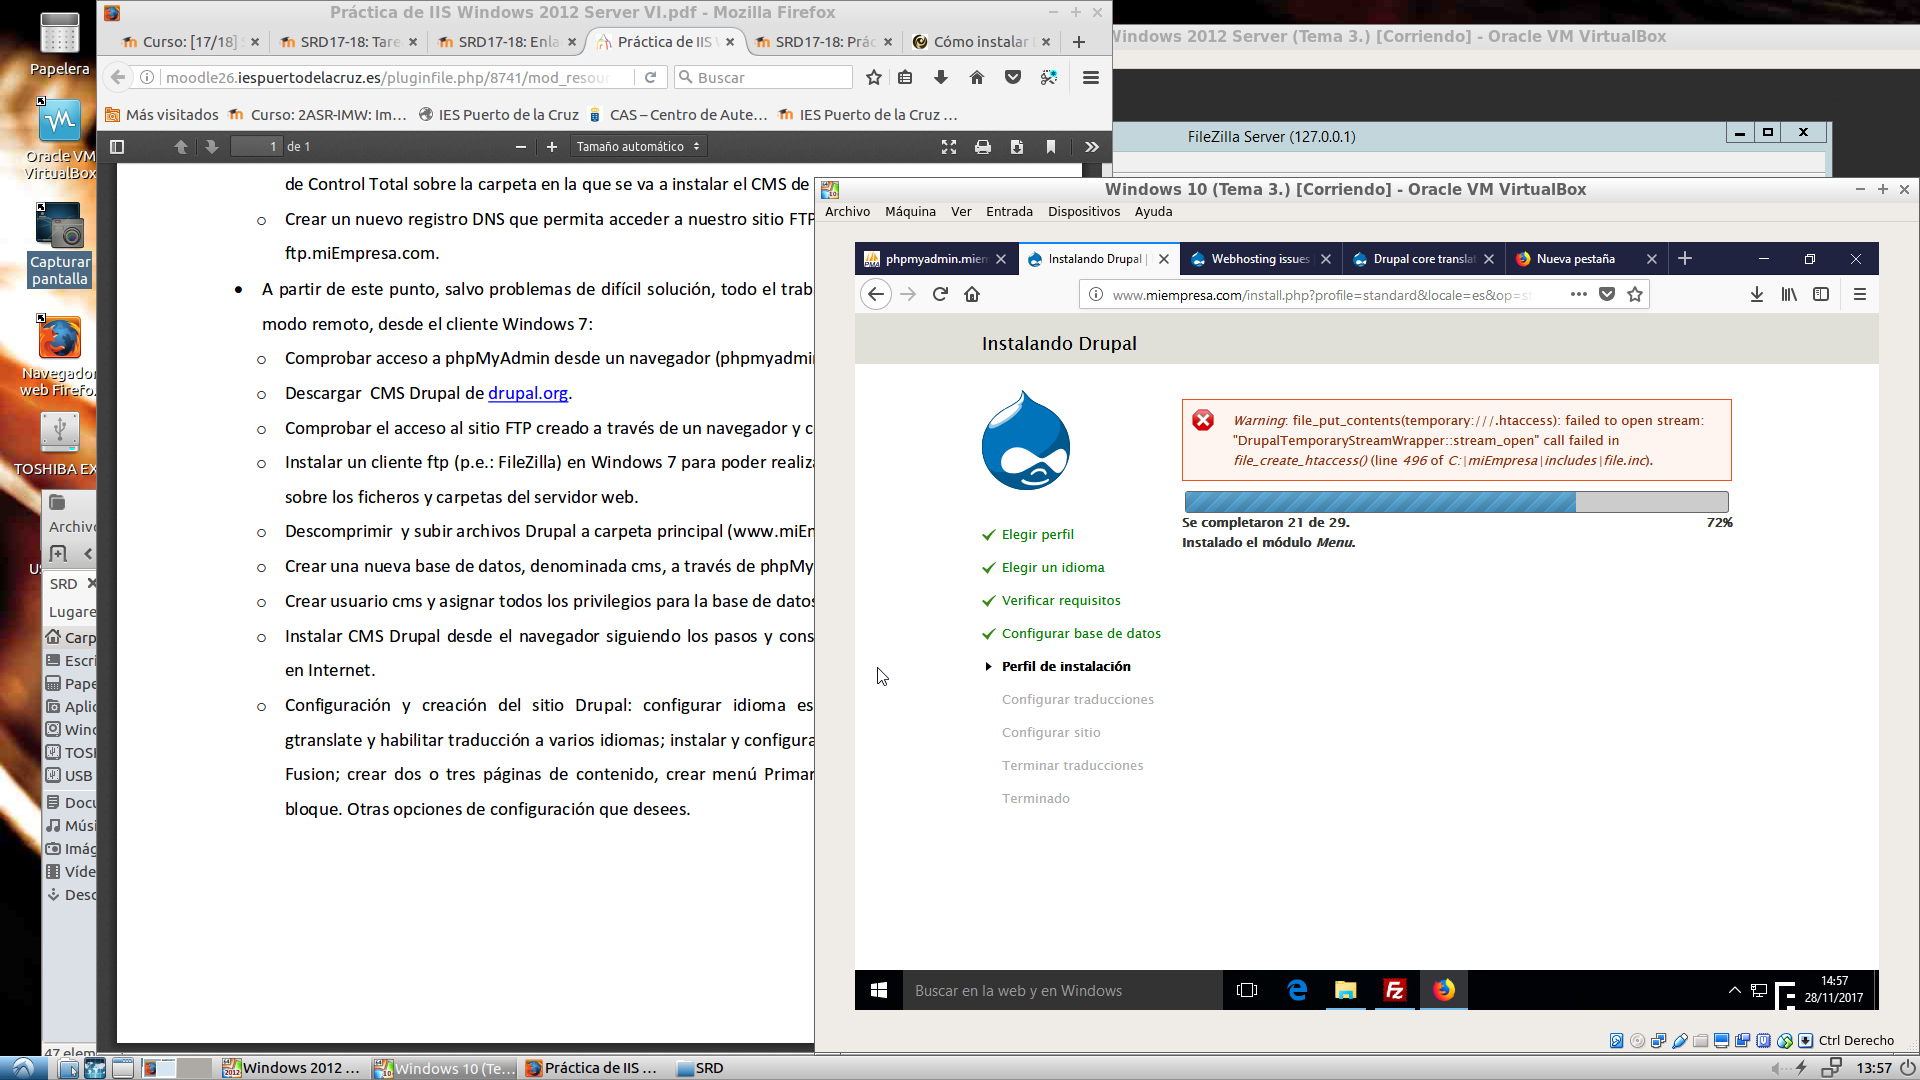 Papelera
Oracle VM
VirtualBox
Capturar
pantalla
Navegador
web Firefo..
TOSHIBA EX
Archivo
SRD
Lugare
Carp
Escri
Pape
Aplic
Winc
TOSI
USB
Docu
Músi
Imág
Víde
Desc
47 elem
Práctica de IIS Windows 2012 Server VI.pdf - Mozilla Firefox
Curso: [17/18]
SRD17-18: Tare
SRD17-18: Enla
Práctica de IIS
SRD17-18: Prác
Cómo instalar
moodle26.iespuertodelacruz.es/pluginfile.php/8741/mod_resou
Buscar
Más visitados
Curso: 2ASR-IMW: Im...
IES Puerto de la Cruz
CAS – Centro de Aute...
IES Puerto de la Cruz ...
1 de 1
Tamaño automático
de Control Total sobre la carpeta en la que se va a instalar el CMS de
o Crear un nuevo registro DNS que permita acceder a nuestro sitio FTP
ftp.miEmpresa.com.
• A partir de este punto, salvo problemas de difícil solución, todo el trab
modo remoto, desde el cliente Windows 7:
o Comprobar acceso a phpMyAdmin desde un navegador (phpmyadmi
o Descargar CMS Drupal de drupal.org.
o Comprobar el acceso al sitio FTP creado a través de un navegador y c
o Instalar un cliente ftp (p.e.: FileZilla) en Windows 7 para poder realiza
sobre los ficheros y carpetas del servidor web.
o Descomprimir y subir archivos Drupal a carpeta principal (www.miEn
o Crear una nueva base de datos, denominada cms, a través de phpMy
o Crear usuario cms y asignar todos los privilegios para la base de datos
o Instalar CMS Drupal desde el navegador siguiendo los pasos y cons
en Internet.
o Configuración y creación del sitio Drupal: configurar idioma es
gtranslate y habilitar traducción a varios idiomas; instalar y configura
Fusion; crear dos o tres páginas de contenido, crear menú Primar
bloque. Otras opciones de configuración que desees.
Windows 2012 Server (Tema 3.) [Corriendo] - Oracle VM VirtualBox
FileZilla Server (127.0.0.1)
Windows 10 (Tema 3.) [Corriendo] - Oracle VM VirtualBox
Archivo Máquina Ver Entrada Dispositivos Ayuda
phpmyadmin.miem
Instalando Drupal |
Webhosting issues
Drupal core translat
Nueva pestaña
www.miempresa.com/install.php?profile=standard&locale=es&op=st
Instalando Drupal
Warning: file_put_contents(temporary:///.htaccess): failed to open stream:
"DrupalTemporaryStreamWrapper::stream_open" call failed in
file_create_htaccess() (line 496 of C:|miEmpresa|includes|file.inc).
Se completaron 21 de 29. 72%
Instalado el módulo Menu.
Elegir perfil
Elegir un idioma
Verificar requisitos
Configurar base de datos
Perfil de instalación
Configurar traducciones
Configurar sitio
Terminar traducciones
Terminado
Buscar en la web y en Windows
14:57
28/11/2017
Ctrl Derecho
Windows 2012 ...
Windows 10 (Te...
Práctica de IIS ...
SRD
13:57